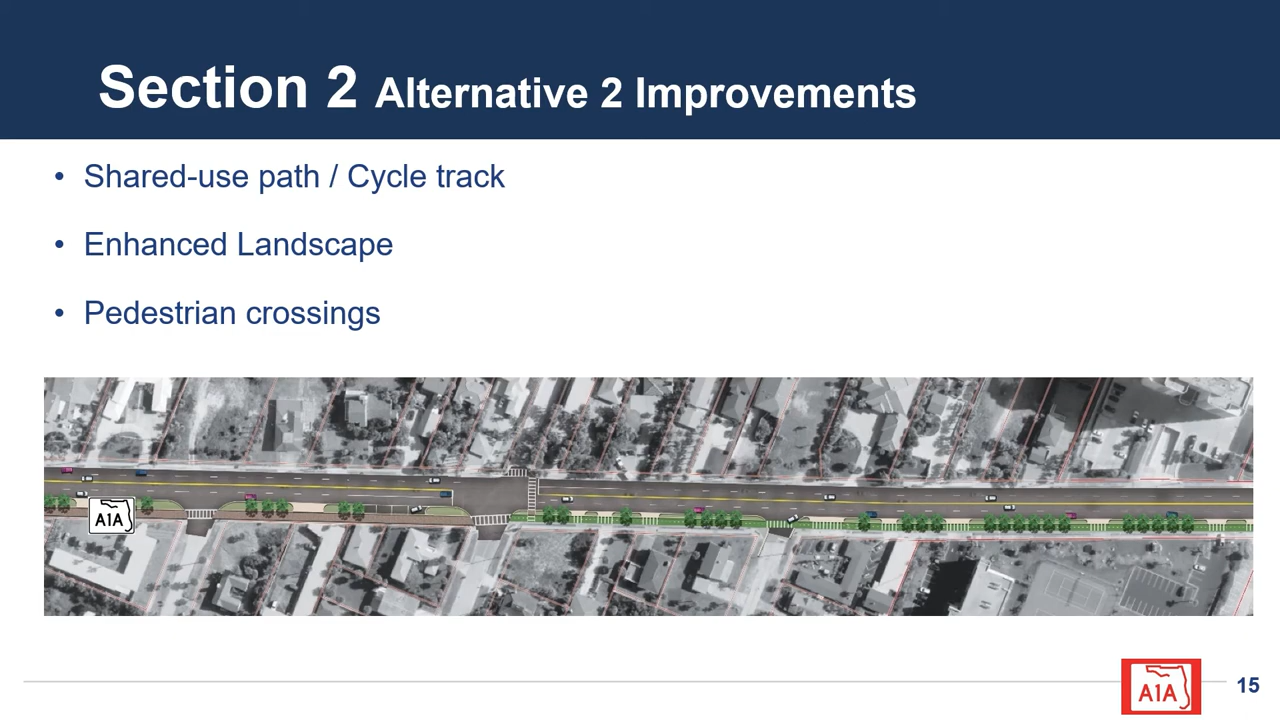 Section 2 Alternative 2 Improvements
• Shared-use path / Cycle track
• Enhanced Landscape
• Pedestrian crossings
A1A
A1A
15